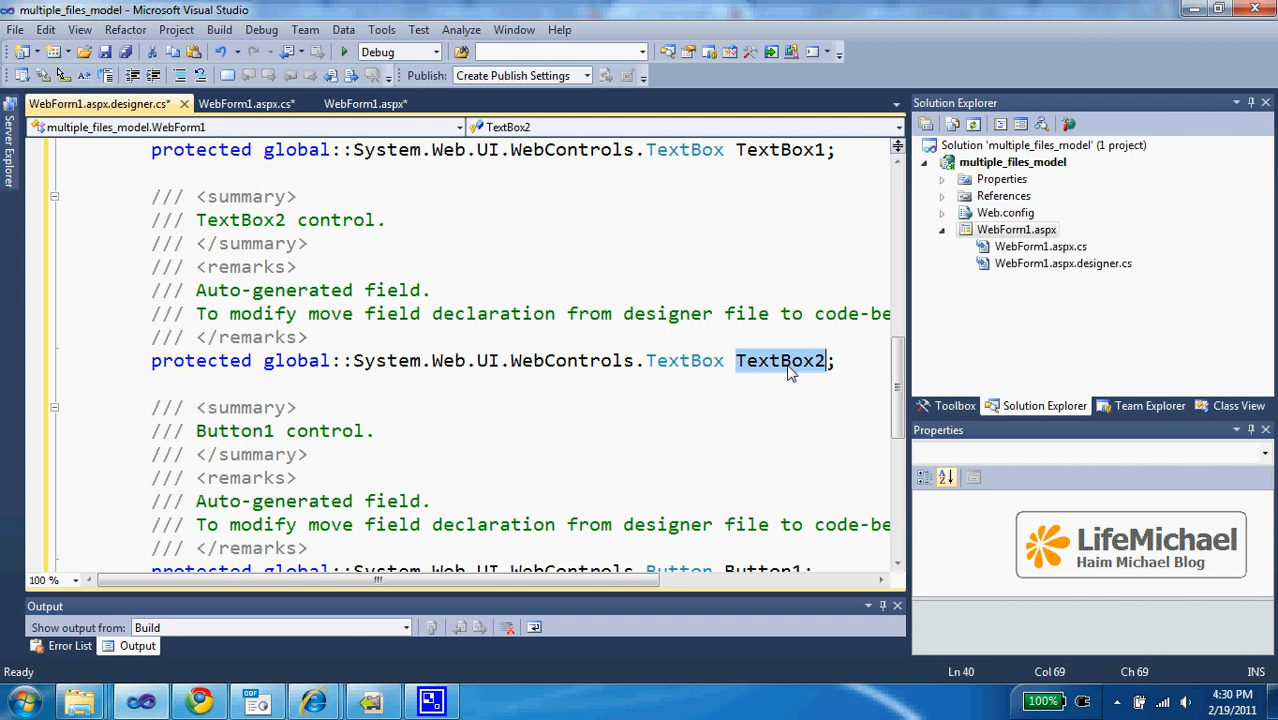 multiple_files_model - Microsoft Visual Studio
File Edit View Refactor Project Build Debug Team Data Tools Test Analyze Window Help
Debug
Publish: Create Publish Settings
Server Explorer
WebForm1.aspx.designer.cs* WebForm1.aspx.cs* WebForm1.aspx*
multiple_files_model.WebForm1 TextBox2
protected global::System.Web.UI.WebControls.TextBox TextBox1;
/// <summary>
/// TextBox2 control.
/// </summary>
/// <remarks>
/// Auto-generated field.
/// To modify move field declaration from designer file to code-be
/// </remarks>
protected global::System.Web.UI.WebControls.TextBox TextBox2;
/// <summary>
/// Button1 control.
/// </summary>
/// <remarks>
/// Auto-generated field.
/// To modify move field declaration from designer file to code-be
/// </remarks>
protected global::System.Web.UI.WebControls.Button Button1;
100 %
Solution Explorer
Solution 'multiple_files_model' (1 project)
multiple_files_model
Properties
References
Web.config
WebForm1.aspx
WebForm1.aspx.cs
WebForm1.aspx.designer.cs
Toolbox Solution Explorer Team Explorer Class View
Properties
LifeMichael
Haim Michael Blog
Output
Show output from: Build
Error List Output
Ready Ln 40 Col 69 Ch 69 INS
100%
4:30 PM
2/19/2011